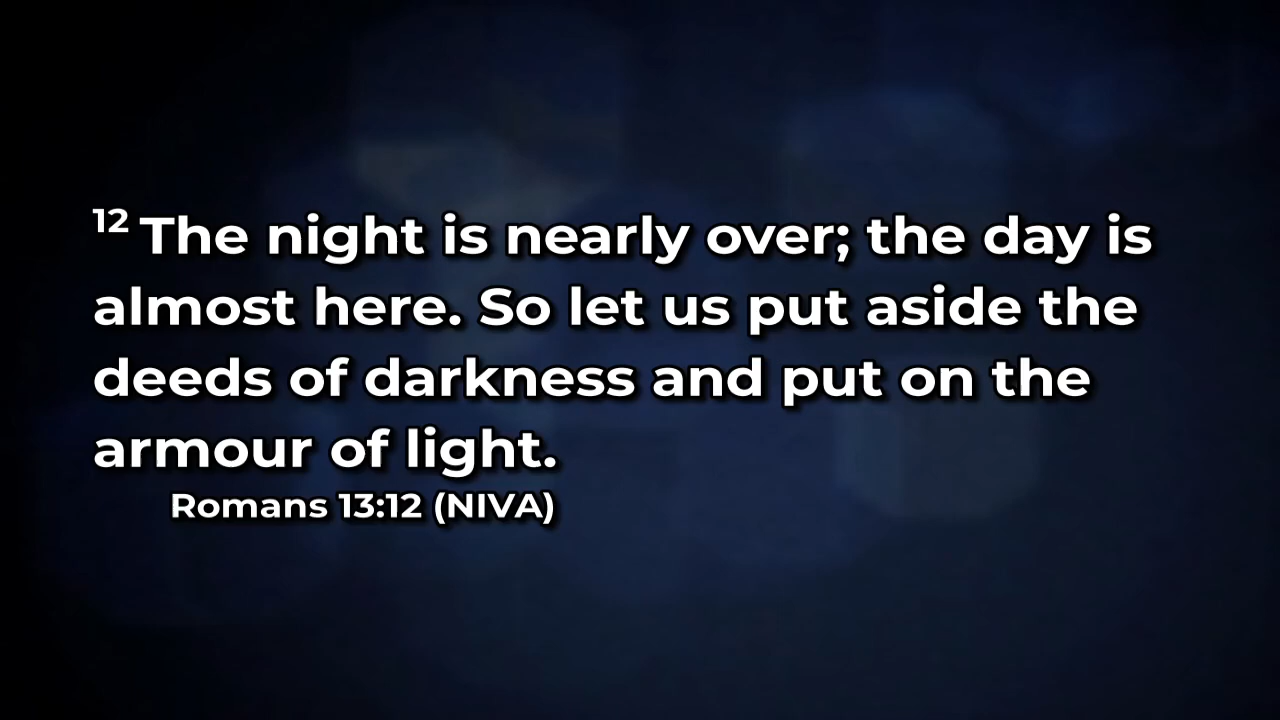 12 The night is nearly over; the day is
almost here. So let us put aside the
deeds of darkness and put on the
armour of light.
Romans 13:12 (NIVA)